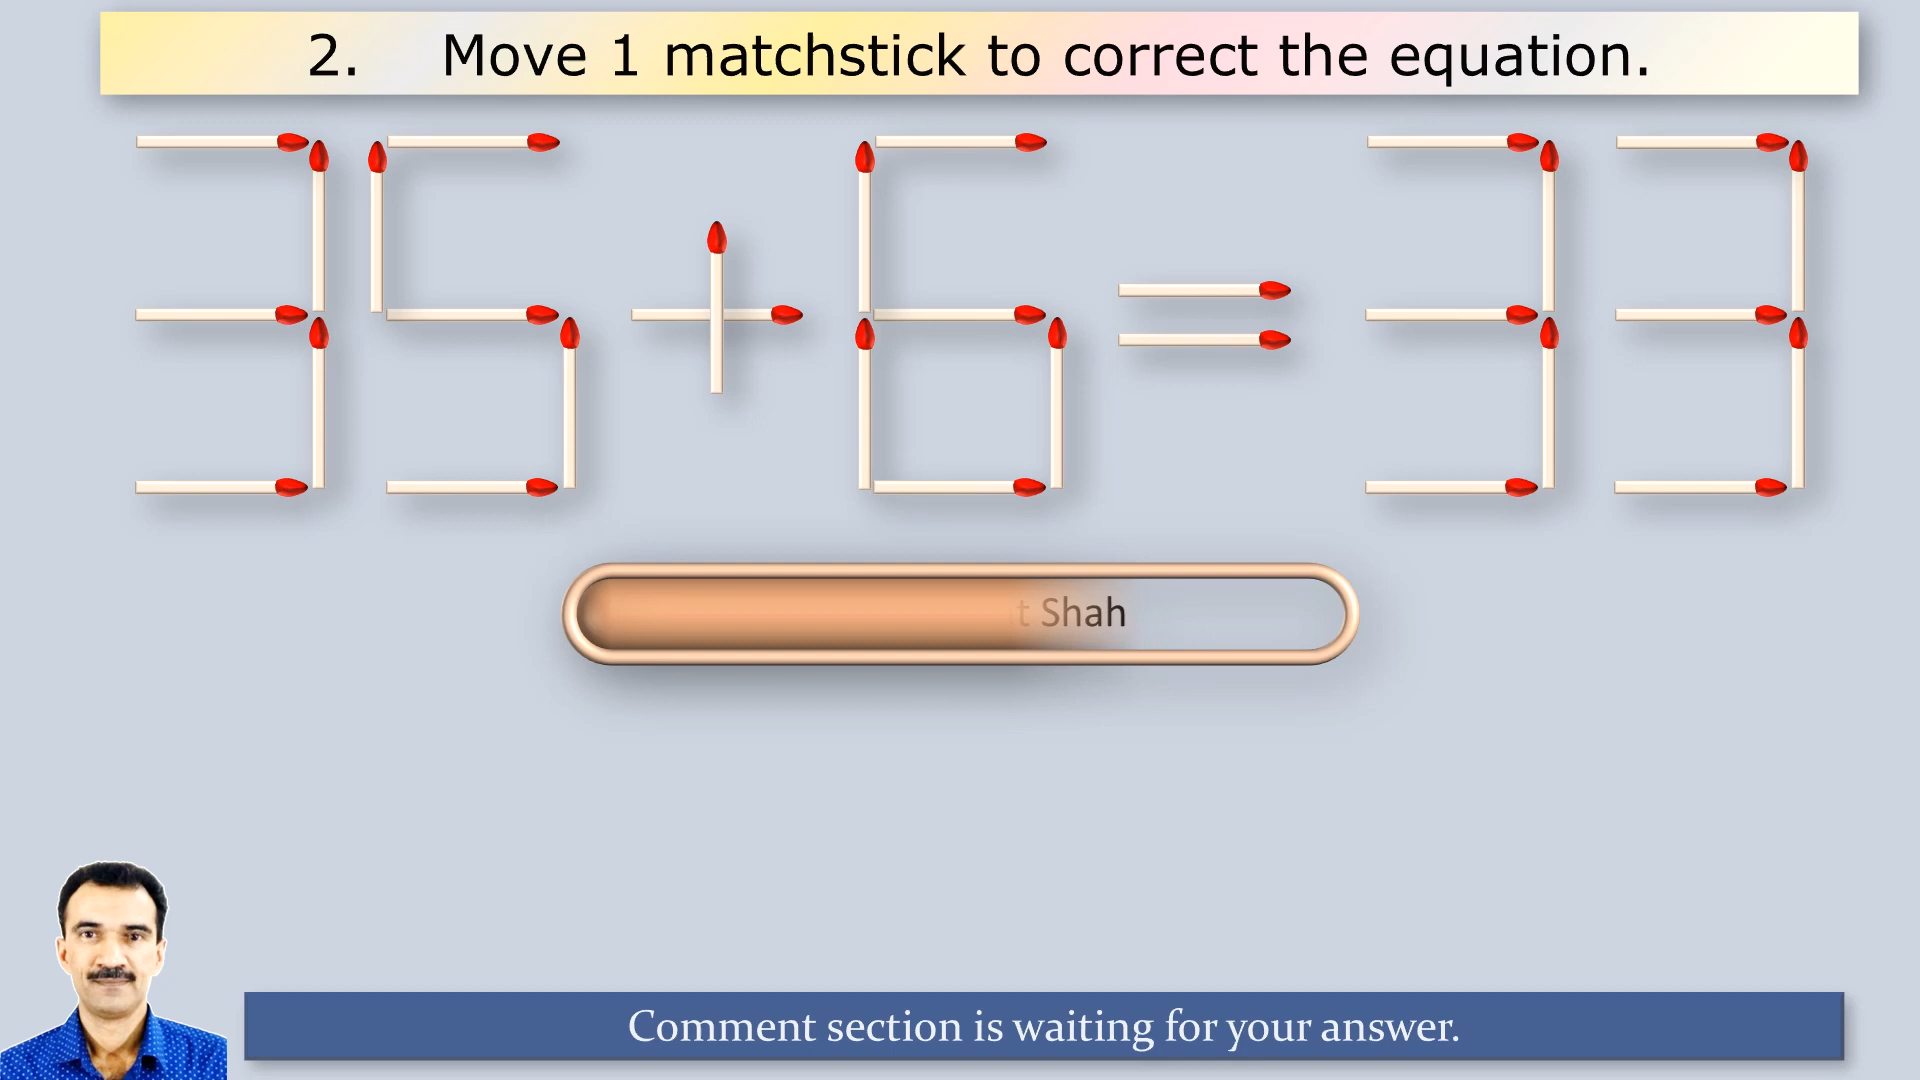 2. Move 1 matchstick to correct the equation.
35+6=33
Shah
Comment section is waiting for your answer.